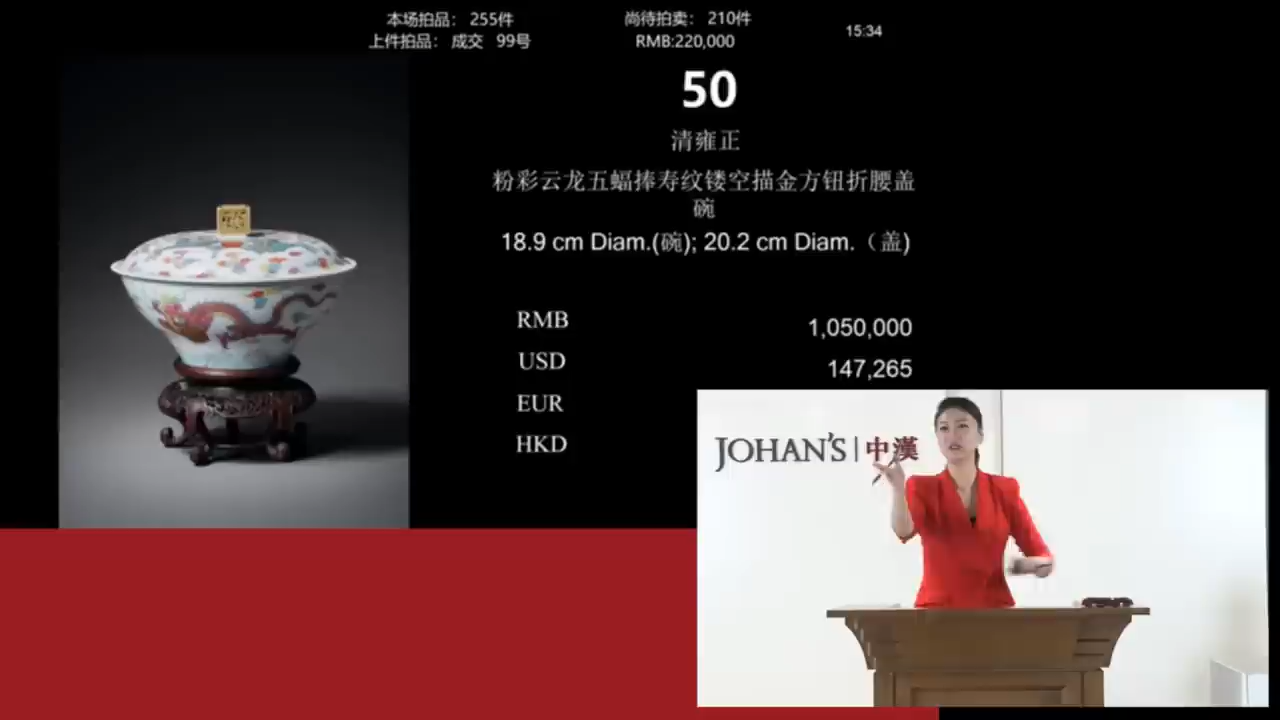 本场拍品： 255件
尚待拍卖： 210件
上件拍品： 成交 99号
RMB:220,000
15:34
50
清雍正
粉彩云龙五蝠捧寿纹镂空描金方钮折腰盖
碗
18.9 cm Diam.(碗); 20.2 cm Diam.（盖)
RMB 1,050,000
USD 147,265
EUR
HKD
JOHAN'S | 中漢